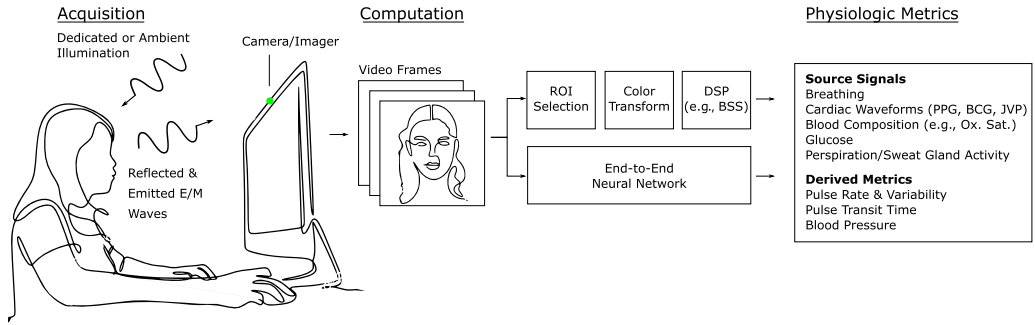 Acquisition
Dedicated or Ambient
Illumination
Camera/Imager
Reflected &
Emitted E/M
Waves
Computation
Video Frames
ROI
Selection
Color
Transform
DSP
(e.g., BSS)
End-to-End
Neural Network
Physiologic Metrics
Source Signals
Breathing
Cardiac Waveforms (PPG, BCG, JVP)
Blood Composition (e.g., Ox. Sat.)
Glucose
Perspiration/Sweat Gland Activity
Derived Metrics
Pulse Rate & Variability
Pulse Transit Time
Blood Pressure